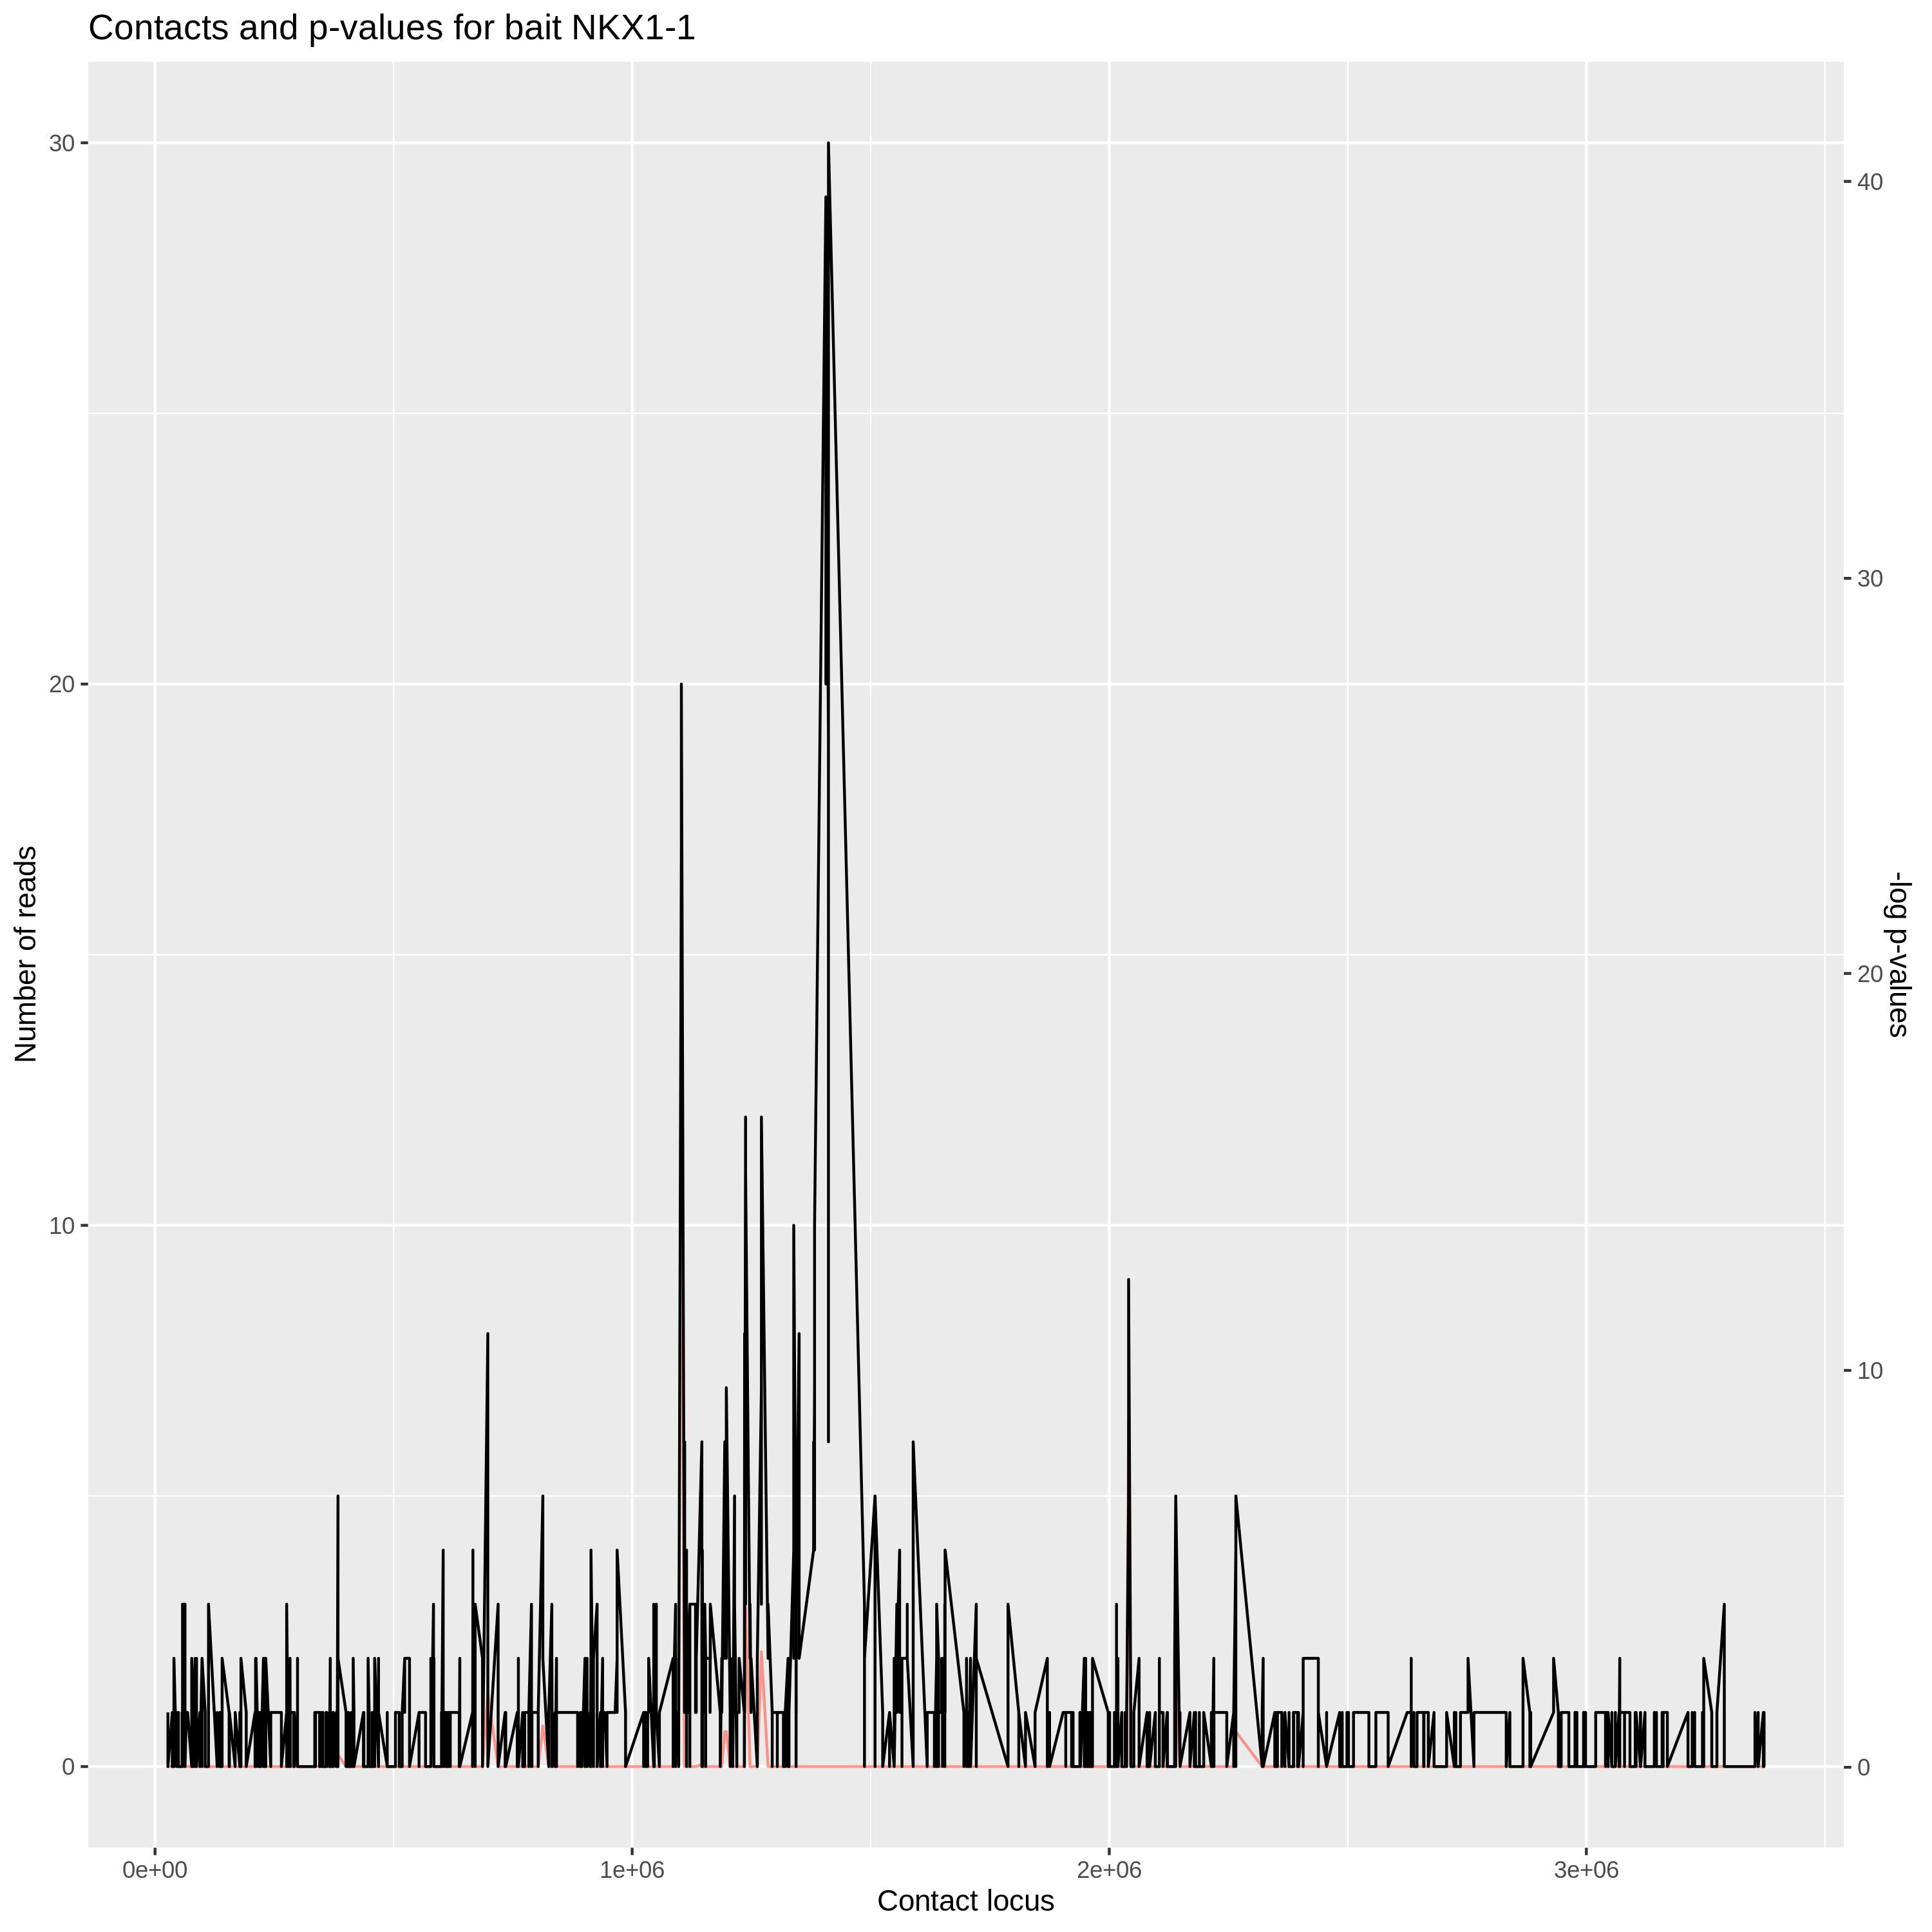 Contacts and p-values for bait NKX1-1
30
20
10
0
Number of reads
40
30
20
10
0
-log p-values
0e+00
1e+06
2e+06
3e+06
Contact locus